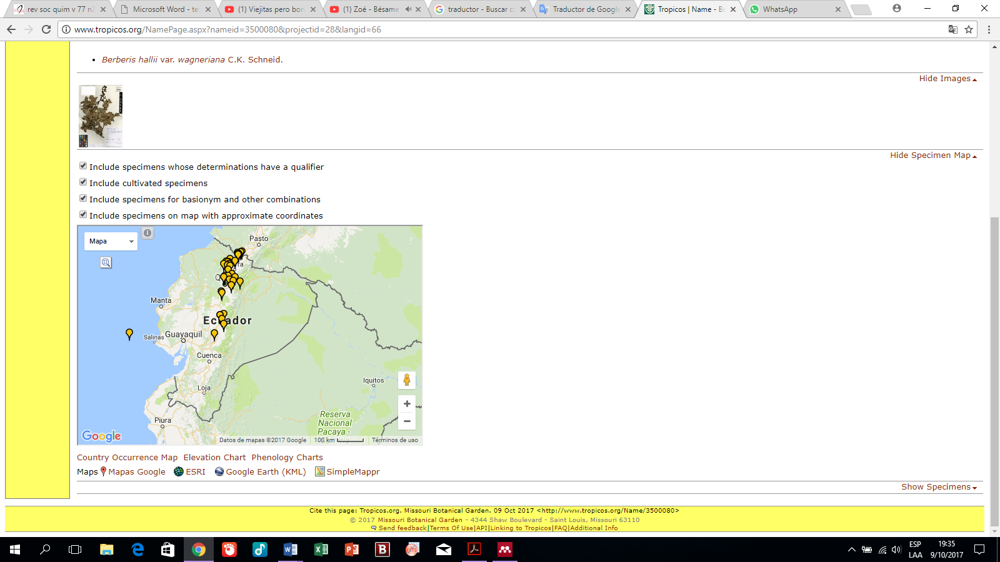 rev soc quim v 77 n2
Microsoft Word - te
(1) Viejitas pero bon
(1) Zoé - Bésame
traductor - Buscar c
Traductor de Google
Tropicos | Name - Be
WhatsApp
www.tropicos.org/NamePage.aspx?nameid=3500080&projectid=28&langid=66
Berberis hallii var. wagneriana C.K. Schneid.
Hide Images
Hide Specimen Map
Include specimens whose determinations have a qualifier
Include cultivated specimens
Include specimens for basionym and other combinations
Include specimens on map with approximate coordinates
Mapa
Pasto
Manta
Ecuador
Salinas
Guayaquil
Cuenca
Iquitos
Loja
Reserva
Nacional
Pacaya -
Piura
Google
Datos de mapas ©2017 Google
100 km
Términos de uso
Country Occurrence Map Elevation Chart Phenology Charts
Maps Mapas Google ESRI Google Earth (KML) SimpleMappr
Show Specimens
Cite this page: Tropicos.org. Missouri Botanical Garden. 09 Oct 2017 <http://www.tropicos.org/Name/3500080>
© 2017 Missouri Botanical Garden - 4344 Shaw Boulevard - Saint Louis, Missouri 63110
Send feedback|Terms Of Use|API|Linking to Tropicos|FAQ|Additional Info
ESP
LAA
19:35
9/10/2017